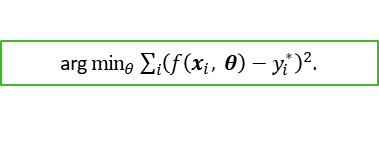 arg min_θ ∑_i(f(x_i, θ) − y_i^*)^2.